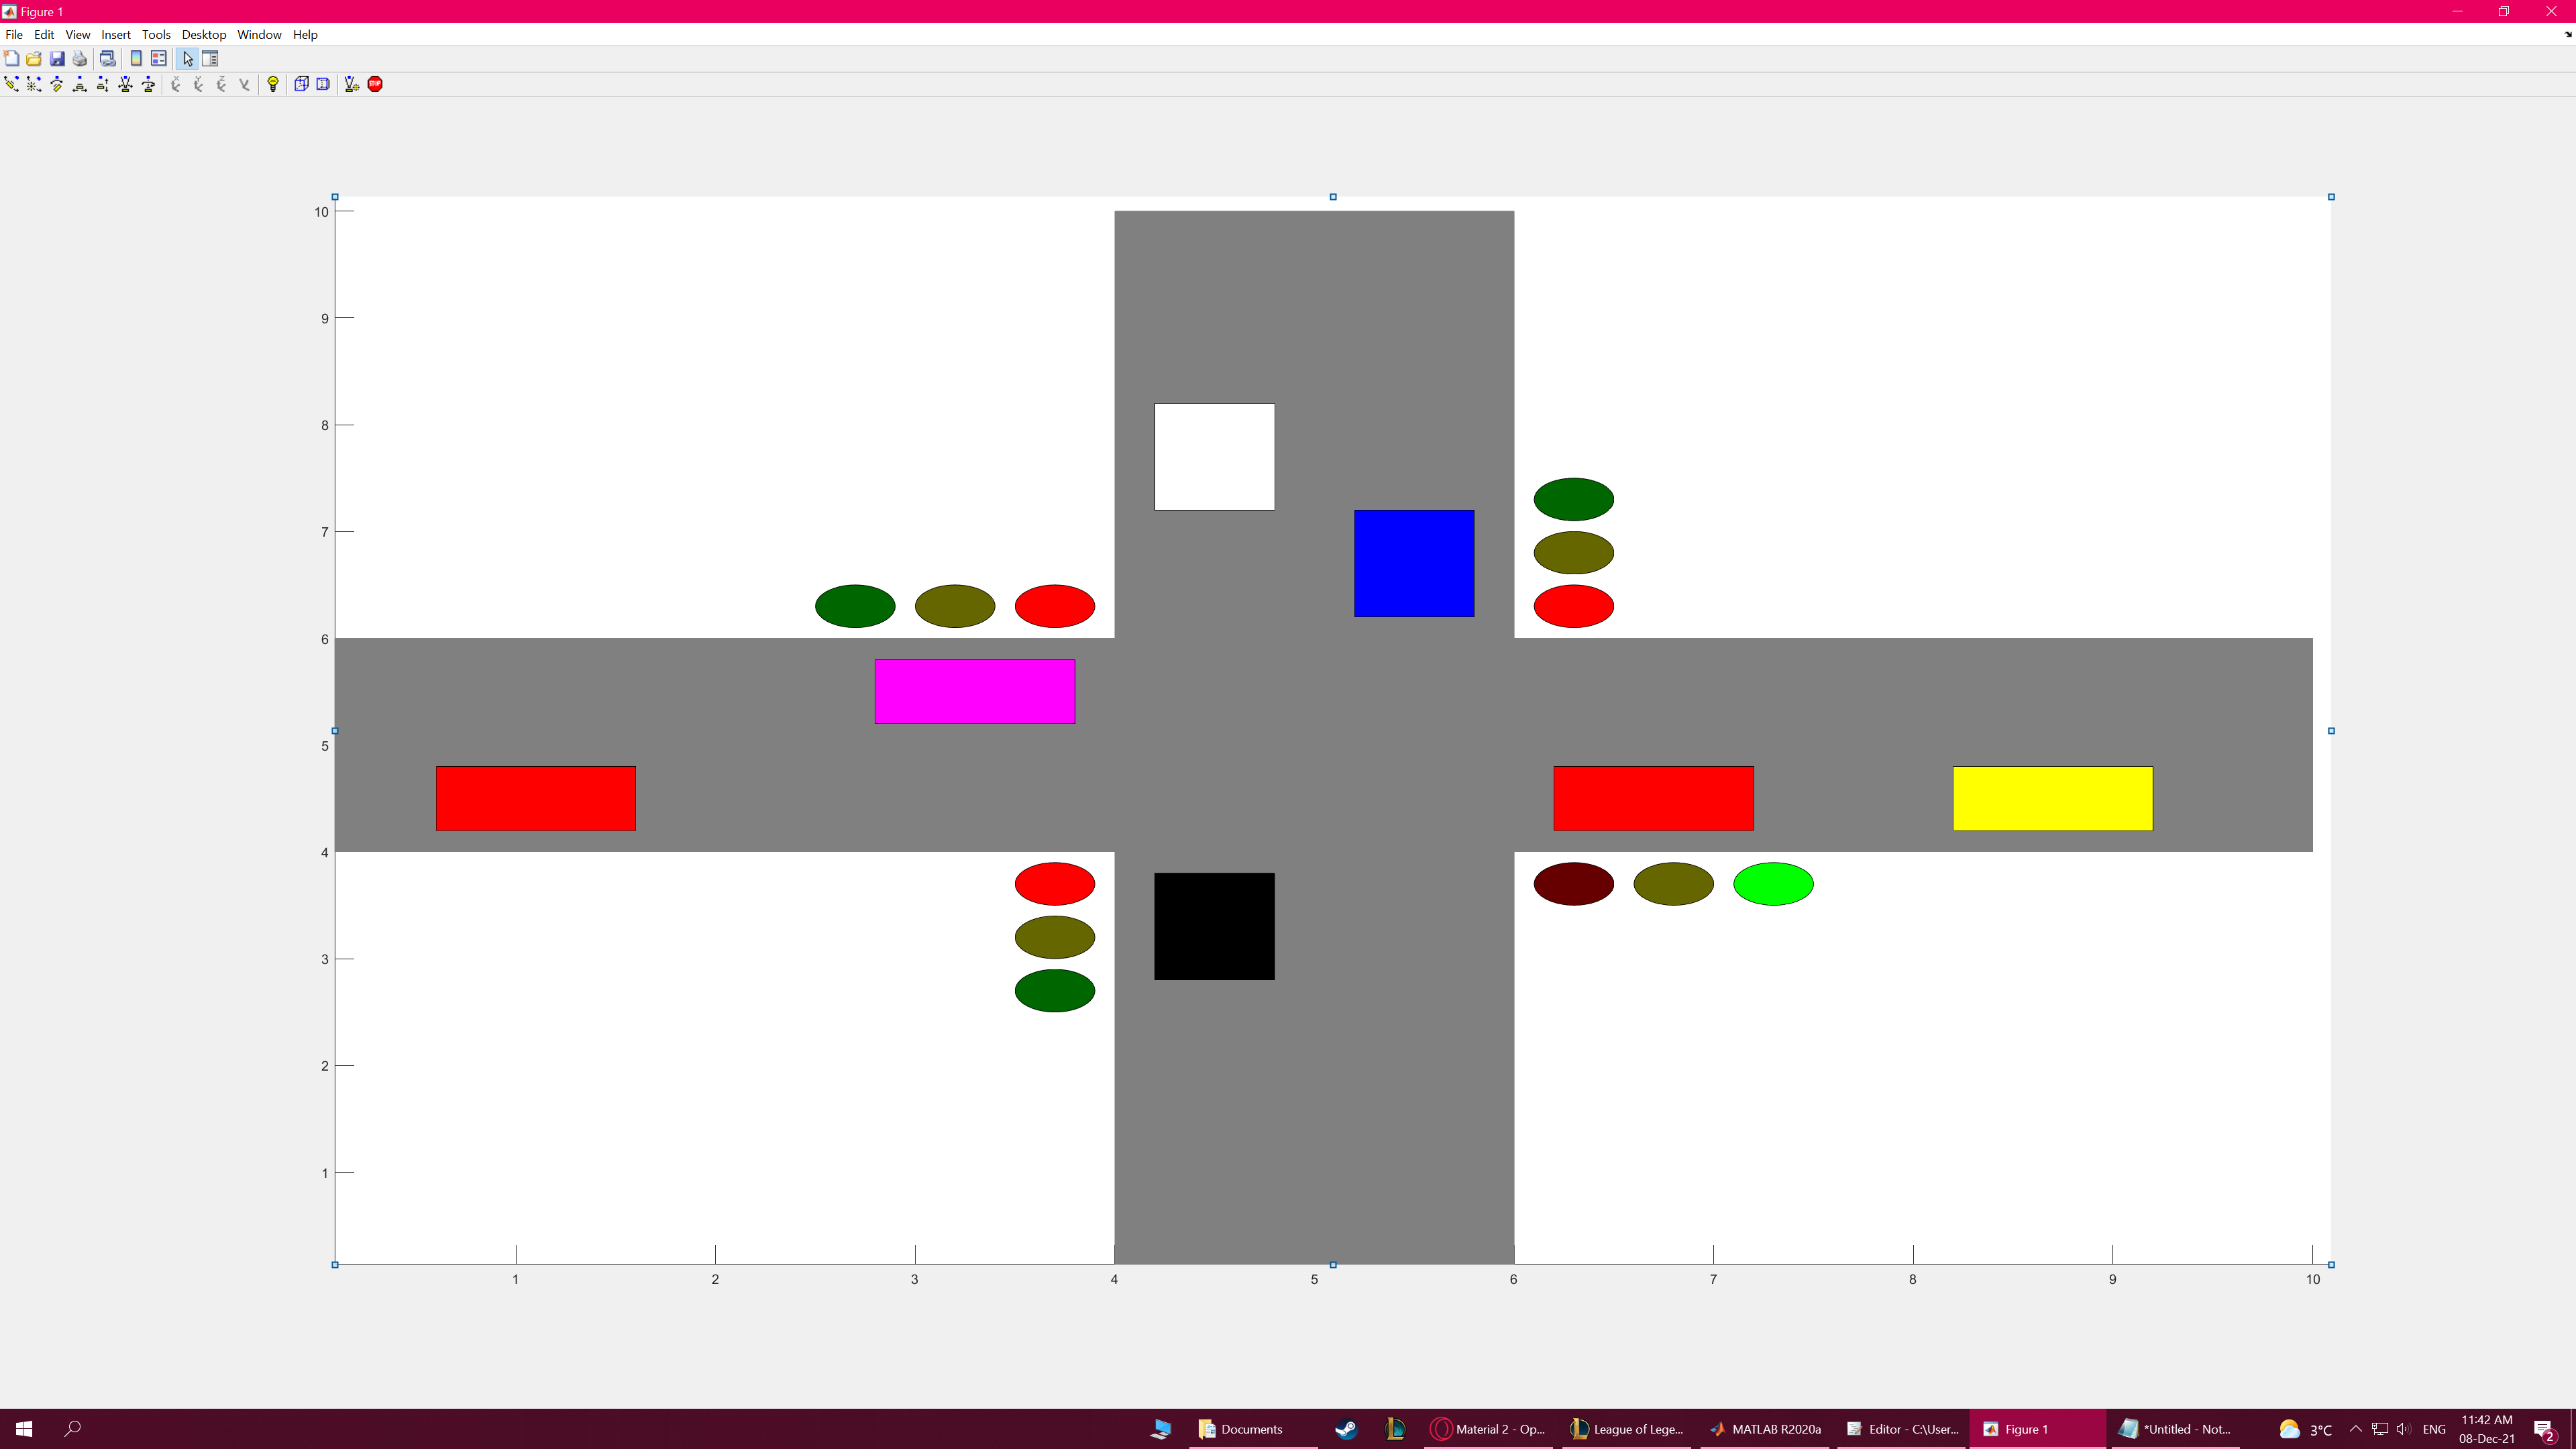 Figure 1
File Edit View Insert Tools Desktop Window Help
STOP
10
9
8
7
6
5
4
3
2
1
1 2 3 4 5 6 7 8 9 10
Documents Material 2 - Op... League of Lege... MATLAB R2020a Editor - C:\User... Figure 1 *Untitled - Not... 3°C ENG 11:42 AM
08-Dec-21 2